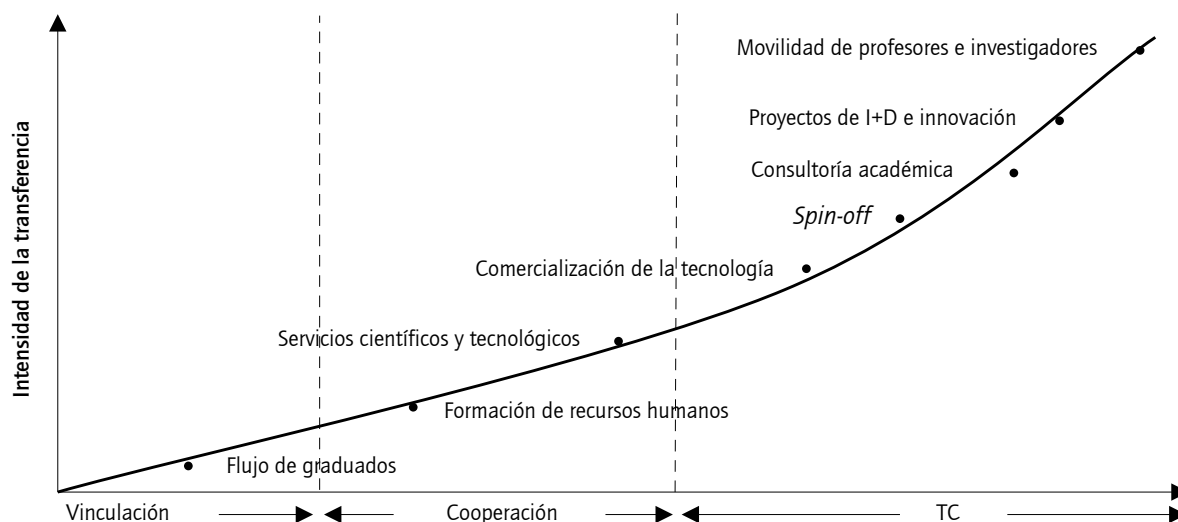 Intensidad de la transferencia
Movilidad de profesores e investigadores
Proyectos de I+D e innovación
Consultoría académica
Spin-off
Comercialización de la tecnología
Servicios científicos y tecnológicos
Formación de recursos humanos
Flujo de graduados
Vinculación
Cooperación
TC